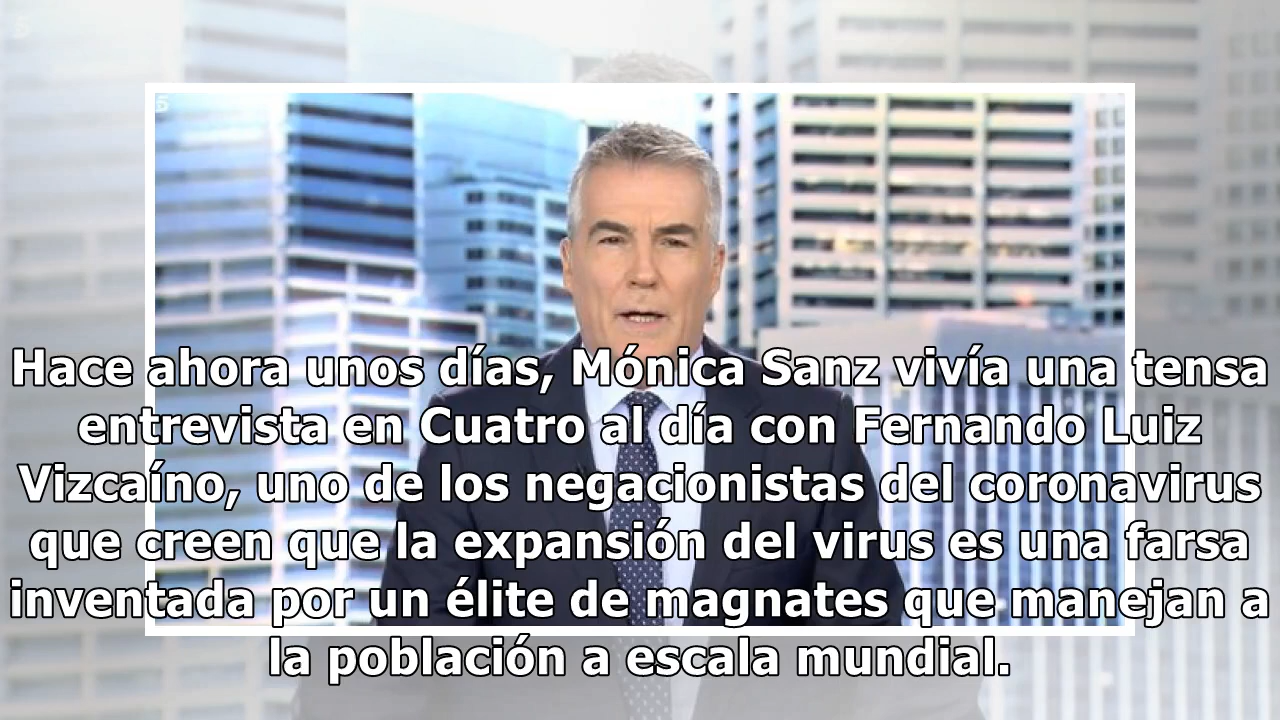 Hace ahora unos días, Mónica Sanz vivía una tensa
entrevista en Cuatro al día con Fernando Luiz
Vizcaíno, uno de los negacionistas del coronavirus
que creen que la expansión del virus es una farsa
inventada por un élite de magnates que manejan a
la población a escala mundial.